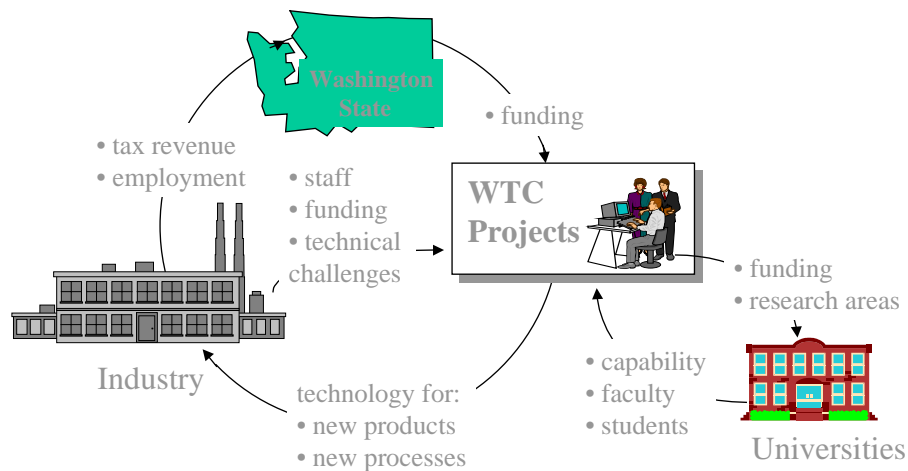 Washington
State
• funding
• tax revenue
• employment
• staff
• funding
• technical
challenges
WTC
Projects
• funding
• research areas
Industry
technology for:
• new products
• new processes
• capability
• faculty
• students
Universities